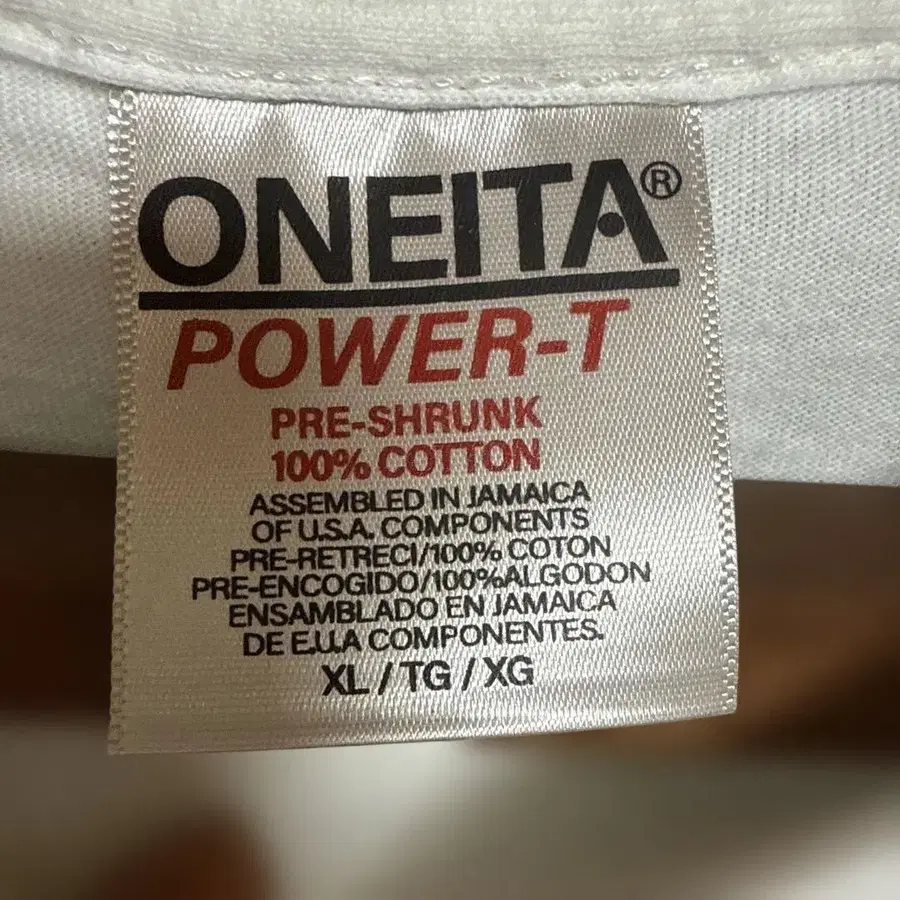 ONEITA®
POWER-T
PRE-SHRUNK
100% COTTON
ASSEMBLED IN JAMAICA
OF U.S.A. COMPONENTS
PRE-RETRECI/100% COTON
PRE-ENCOGIDO/100%ALGODON
ENSAMBLADO EN JAMAICA
DE E.U.A COMPONENTES.
XL / TG / XG